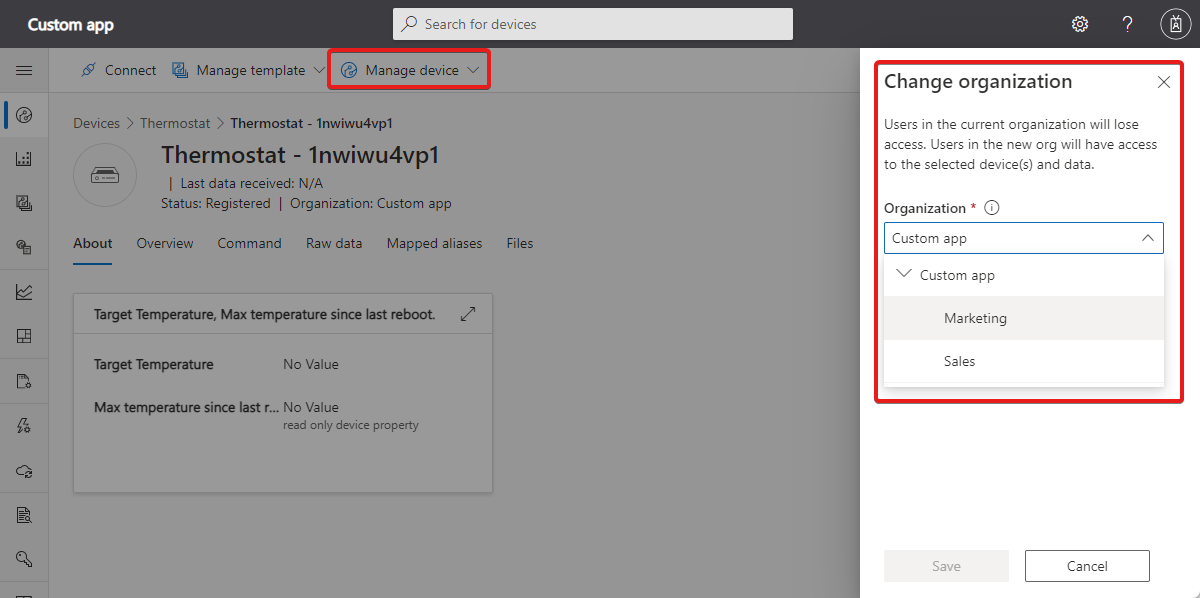 Custom app
Search for devices
?
Connect
Manage template
Manage device
Devices > Thermostat > Thermostat - 1nwiwu4vp1
Thermostat - 1nwiwu4vp1
| Last data received: N/A
Status: Registered | Organization: Custom app
About
Overview
Command
Raw data
Mapped aliases
Files
Target Temperature, Max temperature since last reboot.
Target Temperature
No Value
Max temperature since last r...
No Value
read only device property
Change organization
Users in the current organization will lose
access. Users in the new org will have access
to the selected device(s) and data.
Organization *
Custom app
Custom app
Marketing
Sales
Save
Cancel